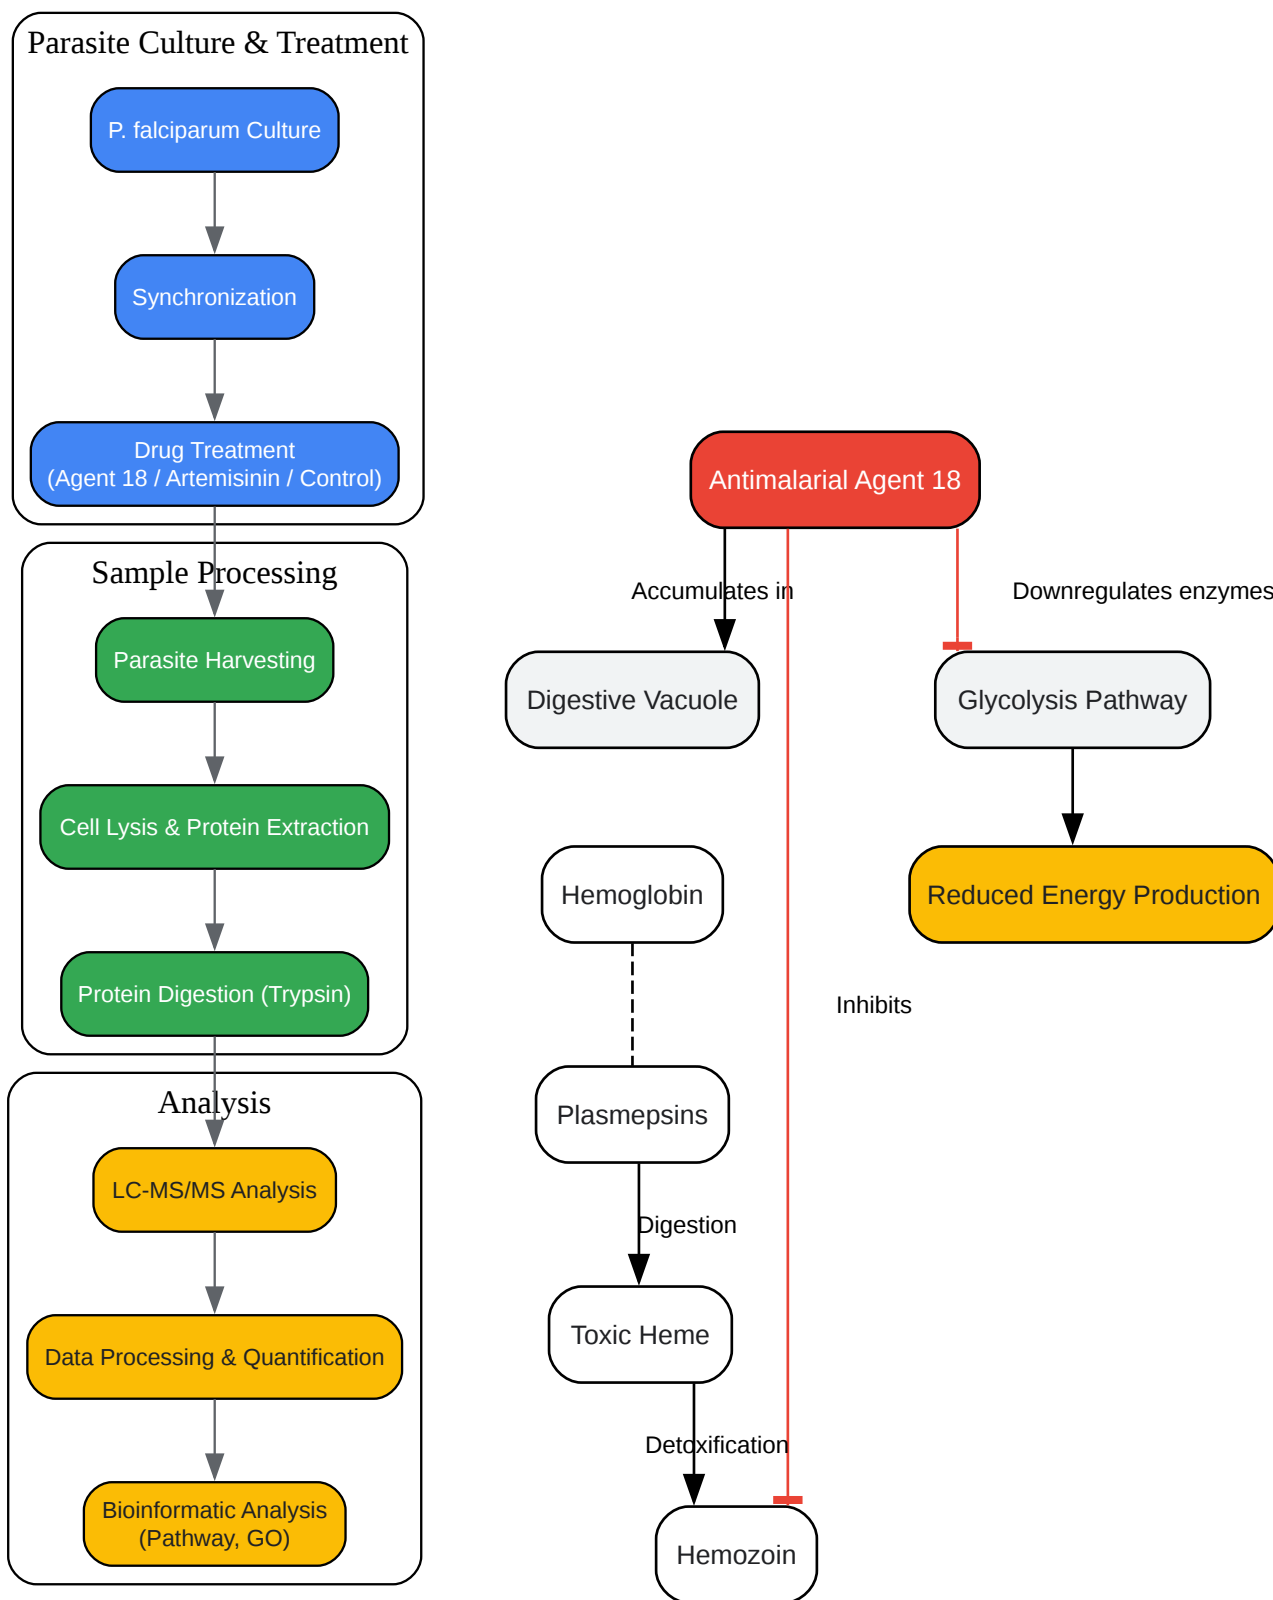 Parasite Culture & Treatment
P. falciparum Culture
Synchronization
Drug Treatment
(Agent 18 / Artemisinin / Control)
Sample Processing
Parasite Harvesting
Cell Lysis & Protein Extraction
Protein Digestion (Trypsin)
Analysis
LC-MS/MS Analysis
Data Processing & Quantification
Bioinformatic Analysis
(Pathway, GO)
Antimalarial Agent 18
Accumulates in
Downregulates enzymes
Digestive Vacuole
Glycolysis Pathway
Hemoglobin
Reduced Energy Production
Inhibits
Plasmepsins
Digestion
Toxic Heme
Detoxification
Hemozoin